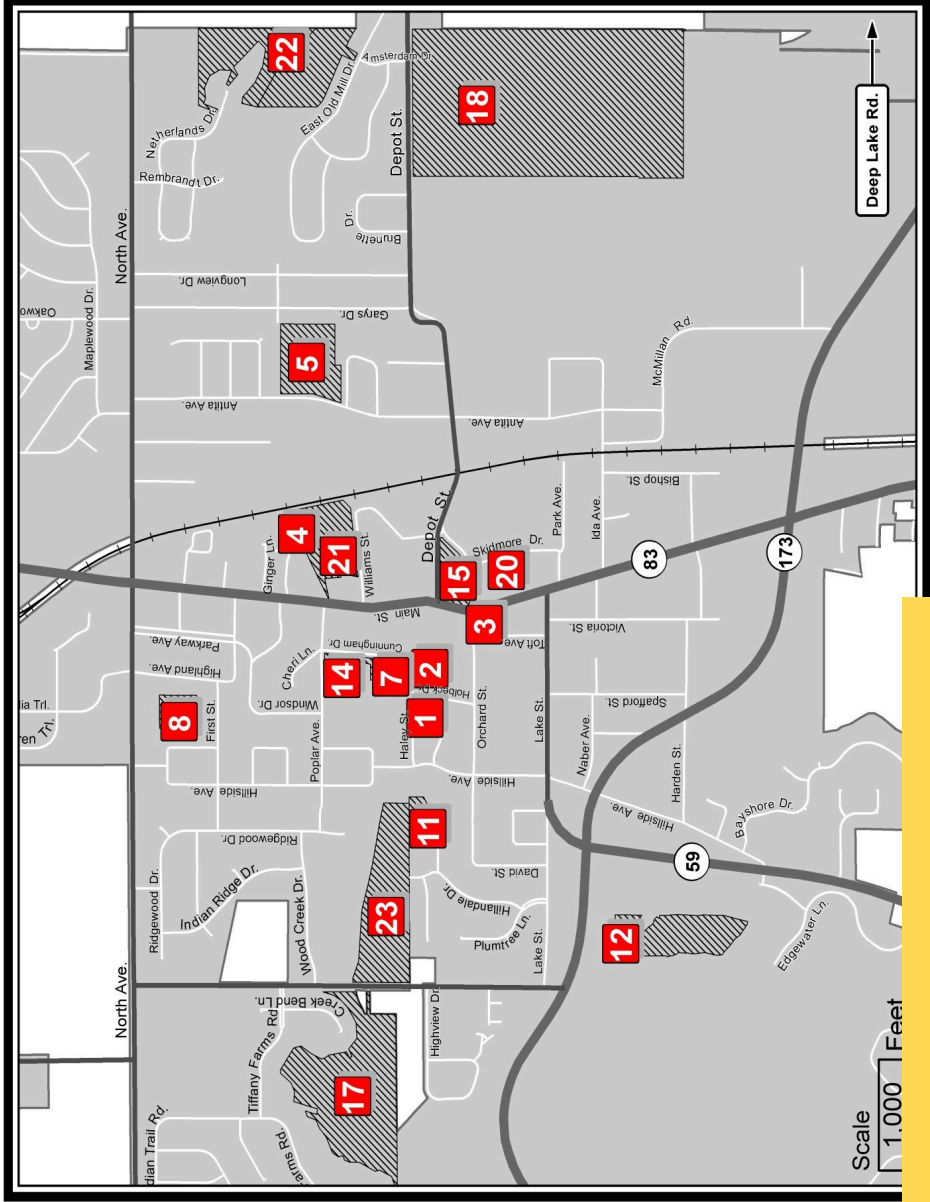 ia Trl.
ren Trl.
Oakwo
Maplewood Dr.
North Ave.
North Ave.
dian Trail Rd.
Ridgewood Dr.
Rembrandt Dr.
Netherlands Dr.
8
First St.
Highland Ave.
Parkway Ave.
Hillside Ave.
Indian Ridge Dr.
Ridgewood Dr.
Longview Dr.
Garys Dr.
Antita Ave.
Tiffany Farms Rd.
Farms Rd.
Creek Bend Ln.
Wood Creek Dr.
Windsor Dr.
Cheri Ln.
Ginger Ln.
4
5
22
Poplar Ave.
East Old Mill Dr.
Amsterdam Dr.
17
14
21
Williams St.
Brunette
Dr.
23
7
Cunningham Dr
Main St.
Depot St.
Haley St.
Depot St.
11
1
2
Holbeck Dr.
Highview Dr.
15
18
Hillandale Dr.
Plumtree Ln.
Hillside Ave.
Orchard St.
3
20
Skidmore Dr.
Antita Ave.
David St.
Toft Ave
Lake St.
Lake St.
Park Ave.
Naber Ave.
Victoria St.
Ida Ave.
12
Spafford St.
Bishop St.
McMillan Rd.
83
Hillside Ave.
Harden St.
59
Bayshore Dr.
173
Edgewater Ln.
Deep Lake Rd.
Scale
1,000 Feet